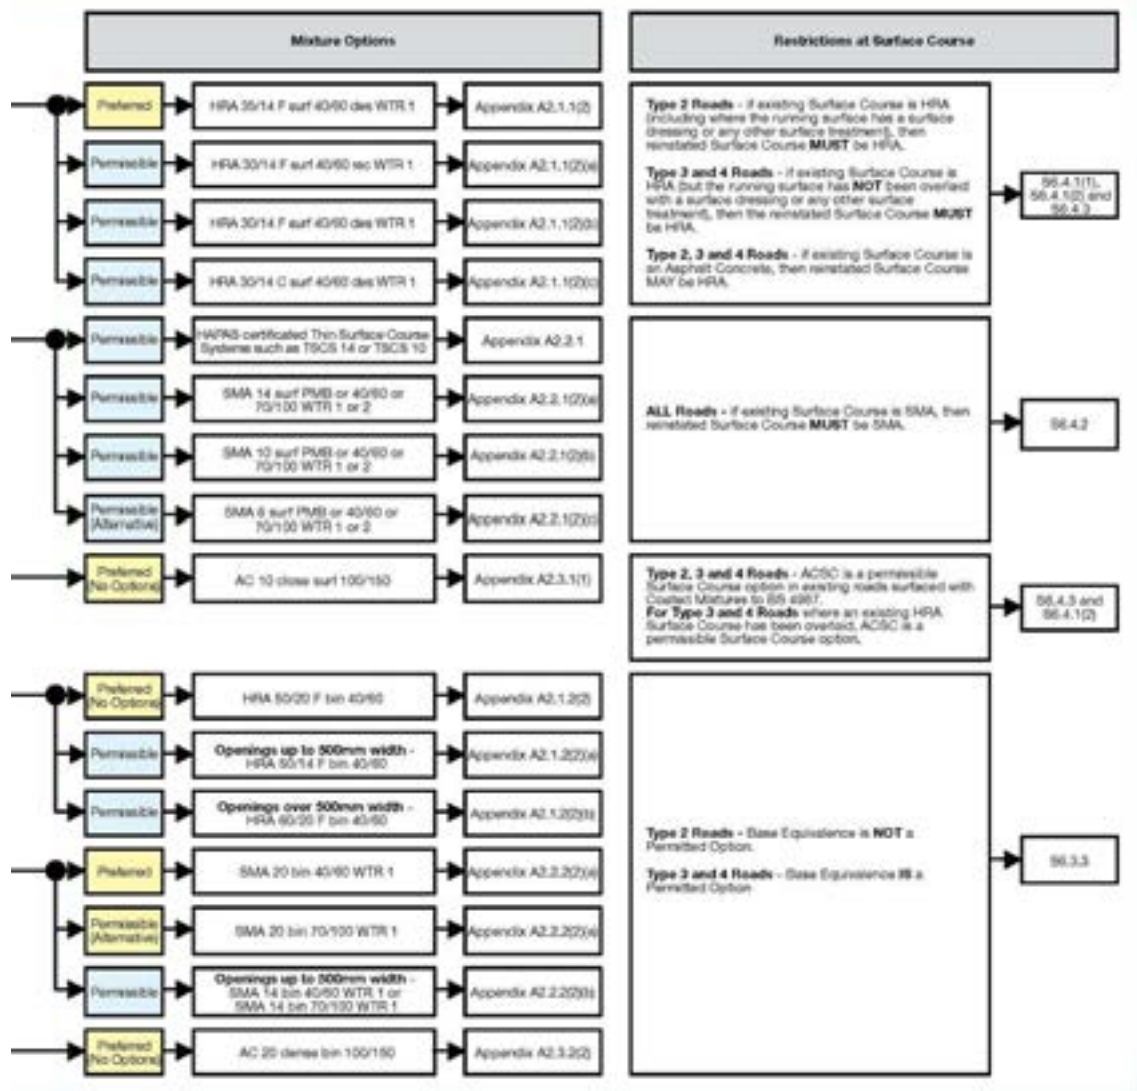 Mixture Options
Restrictions at Surface Course
Preferred
HRA 35/14 F surf 40/60 des WTR 1
Appendix A2.1.1(2)
Permissible
HRA 30/14 F surf 40/60 rec WTR 1
Appendix A2.1.1(2)(a)
Permissible
HRA 30/14 F surf 40/60 des WTR 1
Appendix A2.1.1(2)(b)
Permissible
HRA 30/14 C surf 40/60 des WTR 1
Appendix A2.1.1(2)(c)
Type 2 Roads - if existing Surface Course is HRA
(including where the running surface has a surface
dressing or any other surface treatment), then
reinstated Surface Course MUST be HRA.
Type 3 and 4 Roads - if existing Surface Course is
HRA (but the running surface has NOT been overlaid
with a surface dressing or any other surface
treatment), then the reinstated Surface Course MUST
be HRA.
Type 2, 3 and 4 Roads - if existing Surface Course is
an Asphalt Concrete, then reinstated Surface Course
MAY be HRA.
S6.4.1(1),
S6.4.1(2) and
S6.4.3
Permissible
HAPAS certificated Thin Surface Course
Systems such as TSCS 14 or TSCS 10
Appendix A2.2.1
Permissible
SMA 14 surf PMB or 40/60 or
70/100 WTR 1 or 2
Appendix A2.2.1(2)(a)
Permissible
SMA 10 surf PMB or 40/60 or
70/100 WTR 1 or 2
Appendix A2.2.1(2)(b)
Permissible
(Alternative)
SMA 6 surf PMB or 40/60 or
70/100 WTR 1 or 2
Appendix A2.2.1(2)(c)
ALL Roads - if existing Surface Course is SMA, then
reinstated Surface Course MUST be SMA.
S6.4.2
Preferred
(No Options)
AC 10 close surf 100/150
Appendix A2.3.1(1)
Type 2, 3 and 4 Roads - ACSC is a permissible
Surface Course option in existing roads surfaced with
Coated Mixtures to BS 4987.
For Type 3 and 4 Roads where an existing HRA
Surface Course has been overlaid, ACSC is a
permissible Surface Course option.
S6.4.3 and
S6.4.1(2)
Preferred
(No Options)
HRA 50/20 F bin 40/60
Appendix A2.1.2(2)
Permissible
Openings up to 500mm width -
HRA 50/14 F bin 40/60
Appendix A2.1.2(2)(a)
Permissible
Openings over 500mm width -
HRA 60/20 F bin 40/60
Appendix A2.1.2(2)(b)
Preferred
SMA 20 bin 40/60 WTR 1
Appendix A2.2.2(2)(a)
Permissible
(Alternative)
SMA 20 bin 70/100 WTR 1
Appendix A2.2.2(2)(a)
Permissible
Openings up to 500mm width -
SMA 14 bin 40/60 WTR 1 or
SMA 14 bin 70/100 WTR 1
Appendix A2.2.2(2)(b)
Preferred
(No Options)
AC 20 dense bin 100/150
Appendix A2.3.2(2)
Type 2 Roads - Base Equivalence is NOT a
Permitted Option.
Type 3 and 4 Roads - Base Equivalence IS a
Permitted Option
S6.3.3